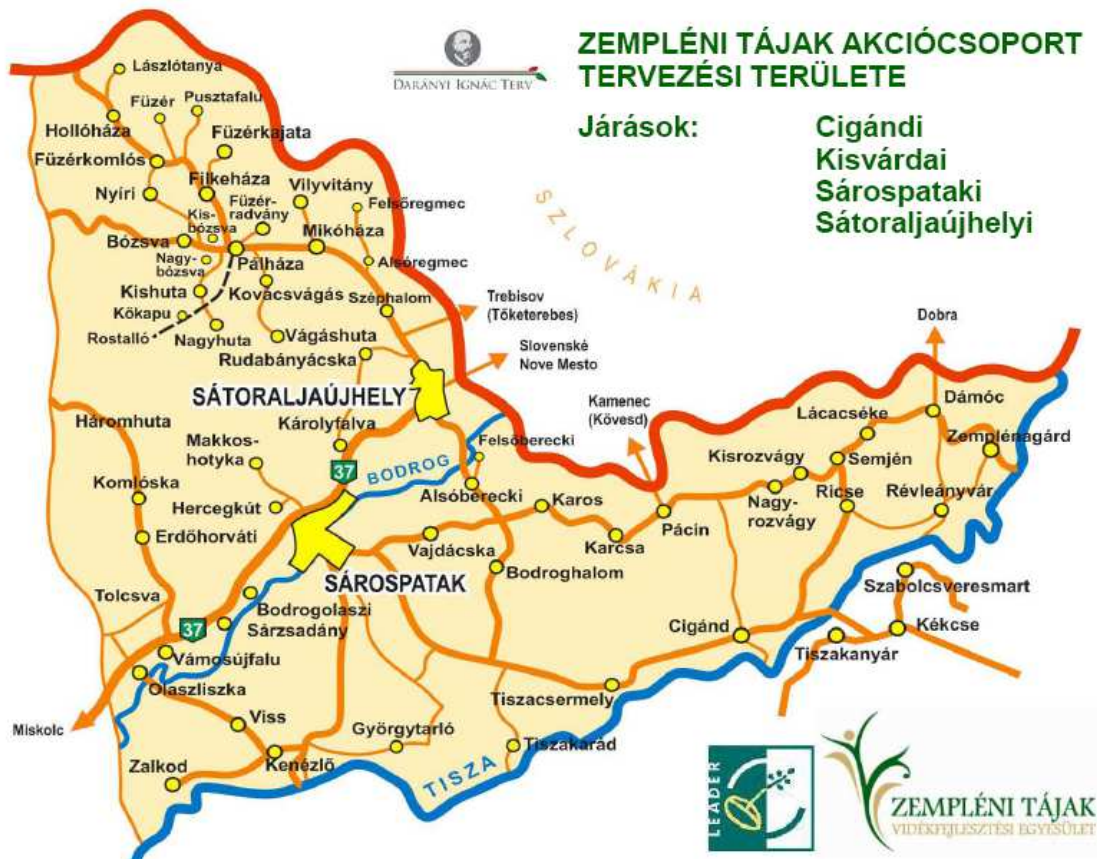 ZEMPLÉNI TÁJAK AKCIÓCSOPORT
TERVEZÉSI TERÜLETE
DARÁNYI IGNÁC TERV
Járások:
Cigándi
Kisvárdai
Sárospataki
Sátoraljaújhelyi
Lászlótanya
Füzér
Pusztafalu
Hollóháza
Füzérkajata
Füzérkomlós
Nyíri
Filkeháza
Vilyvitány
Füzér-
radvány
Felsőregmec
Kis-
bózsva
Mikóháza
Bózsva
Pálháza
Alsóregmec
Nagy-
bózsva
Kishuta
Kovácsvágás
Széphalom
Kőkapu
Rostalló
Nagyhuta
Vágáshuta
Rudabányácska
SZLOVÁKIA
Trebisov
(Tőketerebes)
Slovenské
Nove Mesto
Dobra
SÁTORALJAÚJHELY
Kamenec
(Kövesd)
Háromhuta
Károlyfalva
Makkos-
hotyka
37
BODROG
Felsőberecki
Lácacséke
Dámóc
Zemplénagárd
Komlóska
Hercegkút
Alsóberecki
Karos
Kisrozvágy
Semjén
Nagy-
rozvágy
Ricse
Révleányvár
Erdőhorváti
Vajdácska
Karcsa
Pácin
SÁROSPATAK
Bodroghalom
Szabolcsveresmart
Tolcsva
Bodrogolaszi
Sárzsadány
37
Cigánd
Kékcse
Tiszakanyár
Vámosújfalu
Olaszliszka
Tiszacsermely
Miskolc
Viss
Györgytarló
Tiszakarád
Zalkod
Kenézlő
TISZA
LEADER
ZEMPLÉNI TÁJAK
VIDÉKFEJLESZTÉSI EGYESÜLET